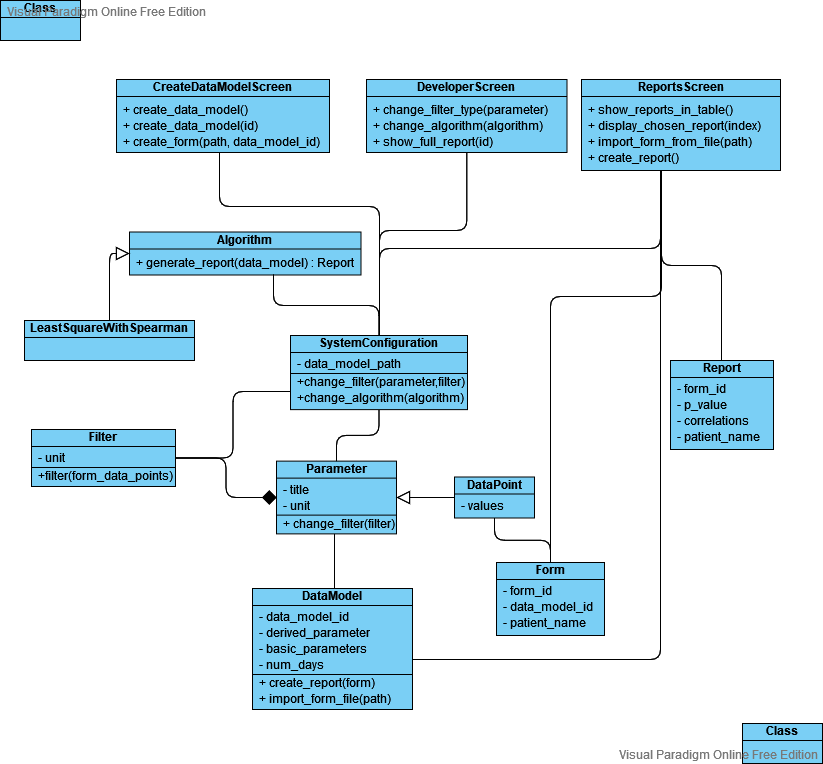 Class
Visual Paradigm Online Free Edition
CreateDataModelScreen
+ create_data_model()
+ create_data_model(id)
+ create_form(path, data_model_id)
DeveloperScreen
+ change_filter_type(parameter)
+ change_algorithm(algorithm)
+ show_full_report(id)
ReportsScreen
+ show_reports_in_table()
+ display_chosen_report(index)
+ import_form_from_file(path)
+ create_report()
Algorithm
+ generate_report(data_model) : Report
LeastSquareWithSpearman
SystemConfiguration
- data_model_path
+change_filter(parameter,filter)
+change_algorithm(algorithm)
Report
- form_id
- p_value
- correlations
- patient_name
Filter
- unit
+filter(form_data_points)
Parameter
- title
- unit
+ change_filter(filter)
DataPoint
- values
Form
- form_id
- data_model_id
- patient_name
DataModel
- data_model_id
- derived_parameter
- basic_parameters
- num_days
+ create_report(form)
+ import_form_file(path)
Class
Visual Paradigm Online Free Edition